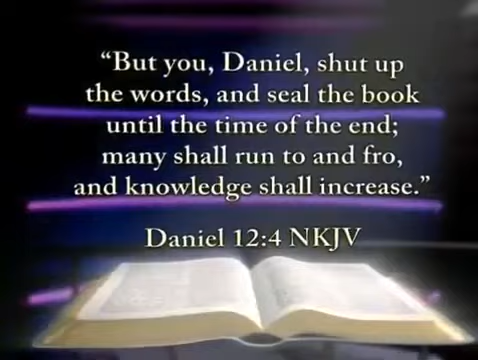 “But you, Daniel, shut up
the words, and seal the book
until the time of the end;
many shall run to and fro,
and knowledge shall increase.”
Daniel 12:4 NKJV